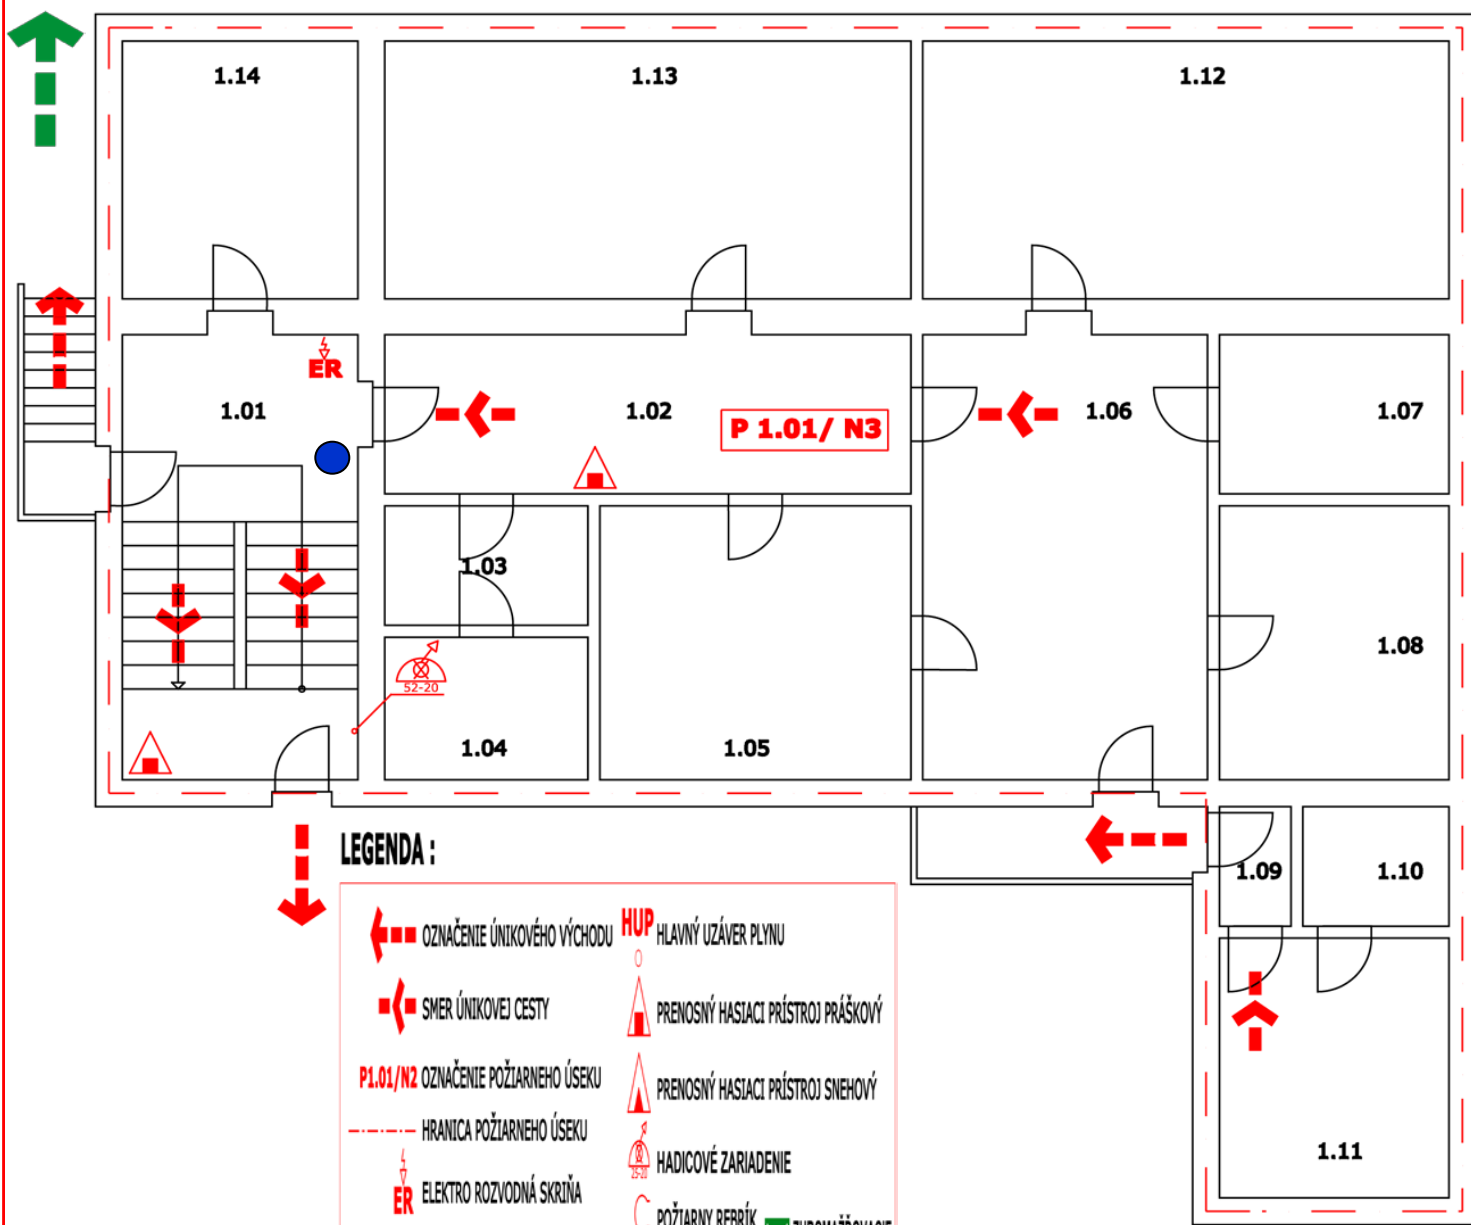 1.14
1.13
1.12
ER
1.01
1.02
P 1.01/ N3
1.06
1.07
1.03
1.08
52-20
1.04
1.05
LEGENDA :
1.09
1.10
OZNAČENIE ÚNIKOVÉHO VÝCHODU
HUP HLAVNÝ UZÁVER PLYNU
SMER ÚNIKOVEJ CESTY
PRENOSNÝ HASIACI PRÍSTROJ PRÁŠKOVÝ
P1.01/N2 OZNAČENIE POŽIARNEHO ÚSEKU
PRENOSNÝ HASIACI PRÍSTROJ SNEHOVÝ
HRANICA POŽIARNEHO ÚSEKU
1.11
HADICOVÉ ZARIADENIE
ER ELEKTRO ROZVODNÁ SKRIŇA
POŽIARNY REBRÍK